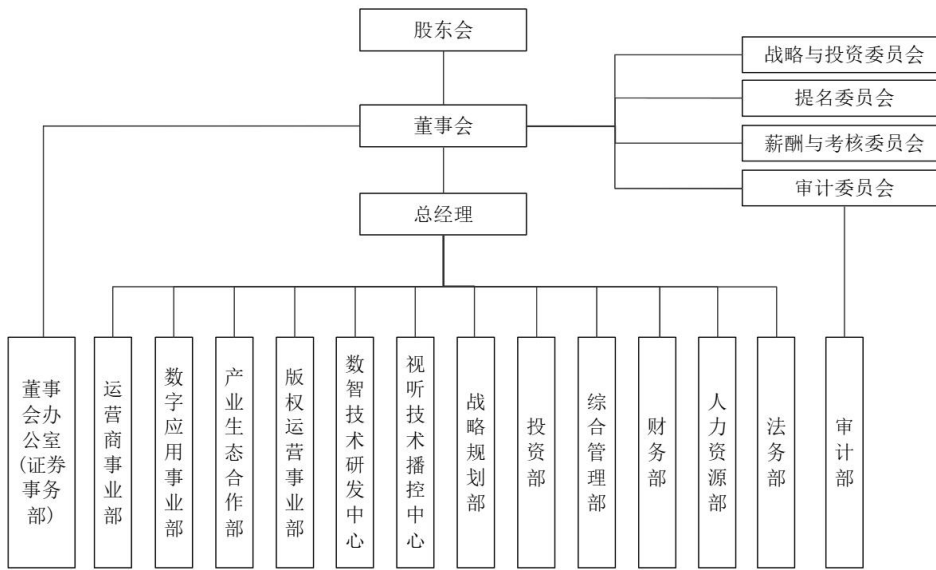 股东会
战略与投资委员会
提名委员会
董事会
薪酬与考核委员会
审计委员会
总经理
董事
会办
公室
(证券
事务
部)
运营商事业部
数字应用事业部
产业生态合作部
版权运营事业部
数智技术研发中心
视听技术播控中心
战略规划部
投资部
综合管理部
财务部
人力资源部
法务部
审计部